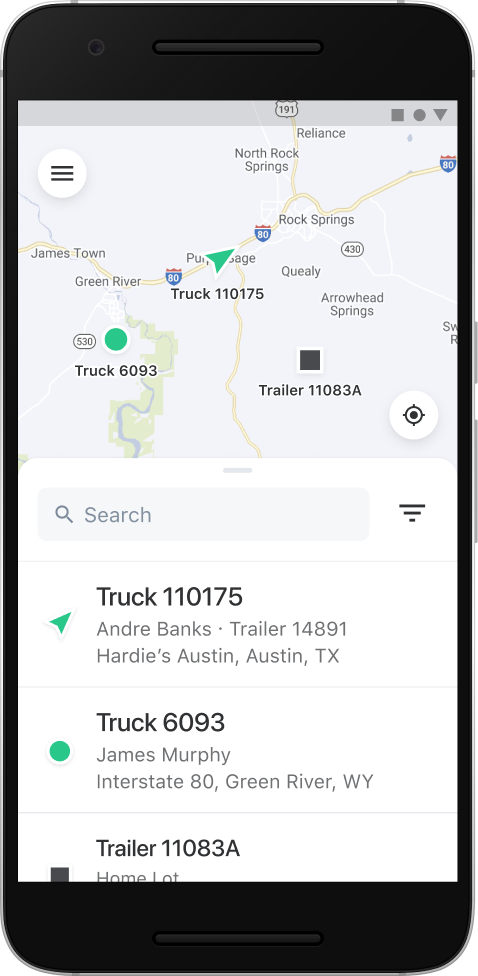 191
Reliance
North Rock
Springs
80
Rock Springs
80
430
James Town
Purple Sage
80
Quealy
Green River
Truck 110175
Arrowhead
Springs
530
Sw
R
Truck 6093
Trailer 11083A
Search
Truck 110175
Andre Banks · Trailer 14891
Hardie’s Austin, Austin, TX
Truck 6093
James Murphy
Interstate 80, Green River, WY
Trailer 11083A
Home Lot